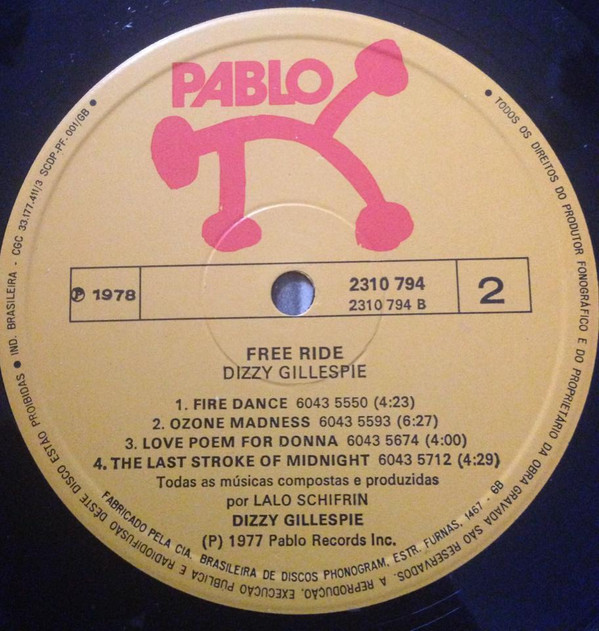 PABLO
℗ 1978
2310 794
2310 794 B
2
FREE RIDE
DIZZY GILLESPIE
1. FIRE DANCE 6043 5550 (4:23)
2. OZONE MADNESS 6043 5593 (6:27)
3. LOVE POEM FOR DONNA 6043 5674 (4:00)
4. THE LAST STROKE OF MIDNIGHT 6043 5712 (4:29)
Todas as músicas compostas e produzidas
por LALO SCHIFRIN
DIZZY GILLESPIE
(P) 1977 Pablo Records Inc.
FABRICADO PELA CIA. BRASILEIRA DE DISCOS PHONOGRAM, ESTR. FURNAS, 1467 - GB
• TODOS OS DIREITOS DO PRODUTOR FONOGRÁFICO E DO PROPRIETÁRIO DA OBRA GRAVADA SÃO RESERVADOS. A REPRODUÇÃO, EXECUÇÃO PÚBLICA E RADIODIFUSÃO DESTE DISCO ESTÃO PROIBIDAS • IND. BRASILEIRA - CGC 33.177.411/3 SCDP-PF-001/GB •